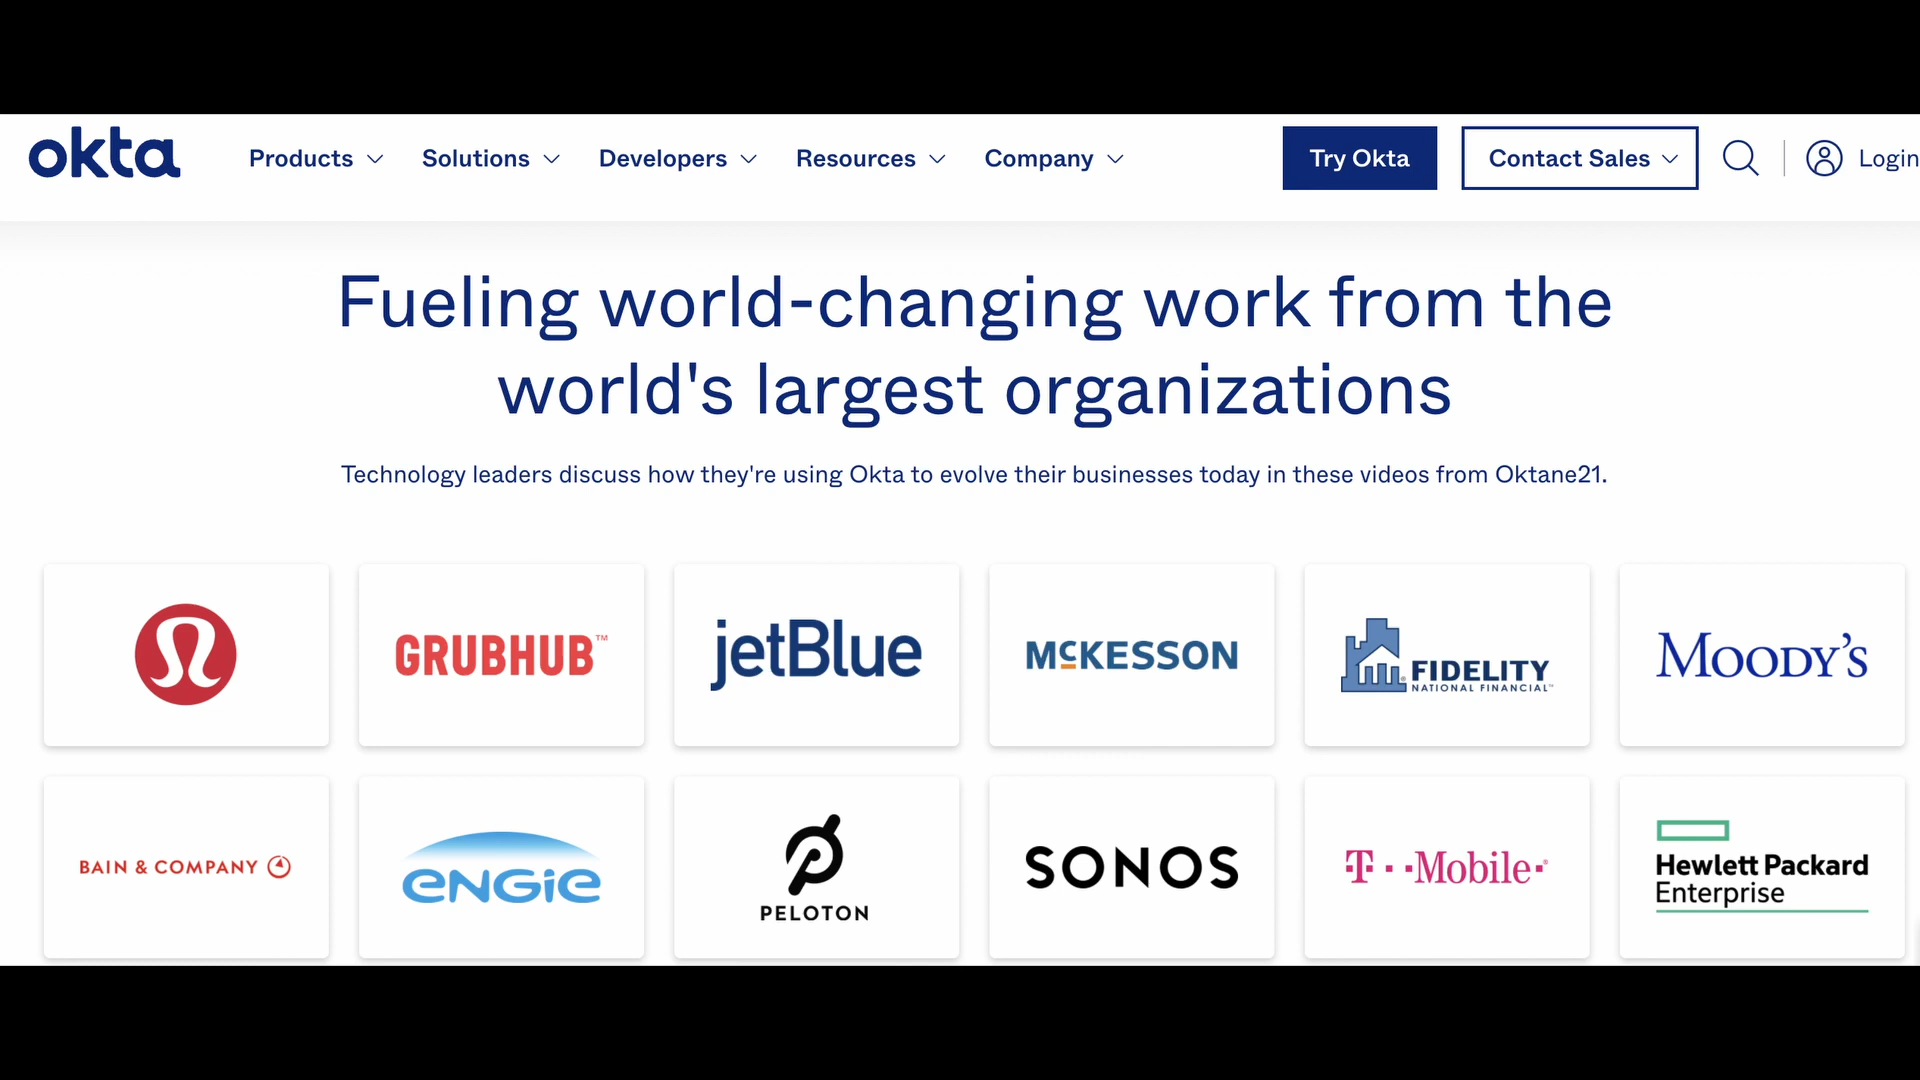 okta
Products
Solutions
Developers
Resources
Company
Try Okta
Contact Sales
Login
Fueling world-changing work from the
world's largest organizations
Technology leaders discuss how they're using Okta to evolve their businesses today in these videos from Oktane21.
GRUBHUB™
jetBlue
MCKESSON
FIDELITY
NATIONAL FINANCIAL™
MOODY'S
BAIN & COMPANY
ENGIE
PELOTON
SONOS
T··Mobile·®
Hewlett Packard
Enterprise